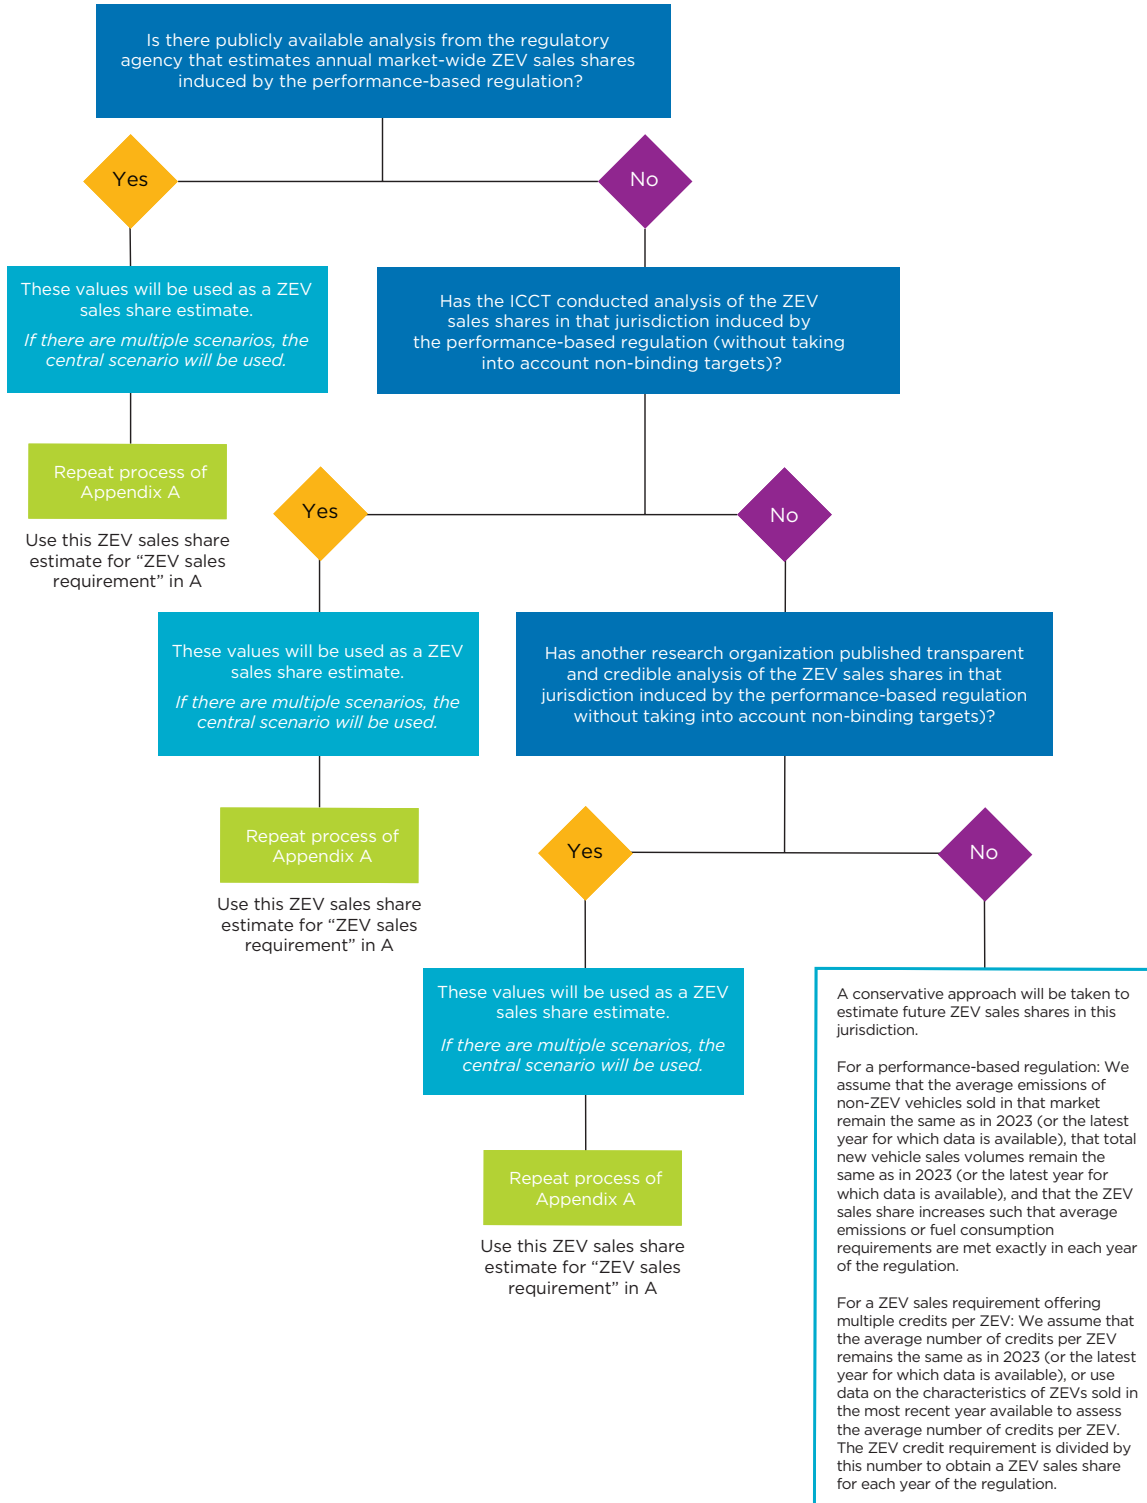 Is there publicly available analysis from the regulatory
agency that estimates annual market-wide ZEV sales shares
induced by the performance-based regulation?
Yes
No
These values will be used as a ZEV
sales share estimate.
If there are multiple scenarios, the
central scenario will be used.
Has the ICCT conducted analysis of the ZEV
sales shares in that jurisdiction induced by
the performance-based regulation (without taking
into account non-binding targets)?
Repeat process of
Appendix A
Use this ZEV sales share
estimate for “ZEV sales
requirement” in A
Yes
No
These values will be used as a ZEV
sales share estimate.
If there are multiple scenarios, the
central scenario will be used.
Has another research organization published transparent
and credible analysis of the ZEV sales shares in that
jurisdiction induced by the performance-based regulation
without taking into account non-binding targets)?
Repeat process of
Appendix A
Use this ZEV sales share
estimate for “ZEV sales
requirement” in A
Yes
No
These values will be used as a ZEV
sales share estimate.
If there are multiple scenarios, the
central scenario will be used.
Repeat process of
Appendix A
Use this ZEV sales share
estimate for “ZEV sales
requirement” in A
A conservative approach will be taken to
estimate future ZEV sales shares in this
jurisdiction.
For a performance-based regulation: We
assume that the average emissions of
non-ZEV vehicles sold in that market
remain the same as in 2023 (or the latest
year for which data is available), that total
new vehicle sales volumes remain the
same as in 2023 (or the latest year for
which data is available), and that the ZEV
sales share increases such that average
emissions or fuel consumption
requirements are met exactly in each year
of the regulation.
For a ZEV sales requirement offering
multiple credits per ZEV: We assume that
the average number of credits per ZEV
remains the same as in 2023 (or the latest
year for which data is available), or use
data on the characteristics of ZEVs sold in
the most recent year available to assess
the average number of credits per ZEV.
The ZEV credit requirement is divided by
this number to obtain a ZEV sales share
for each year of the regulation.